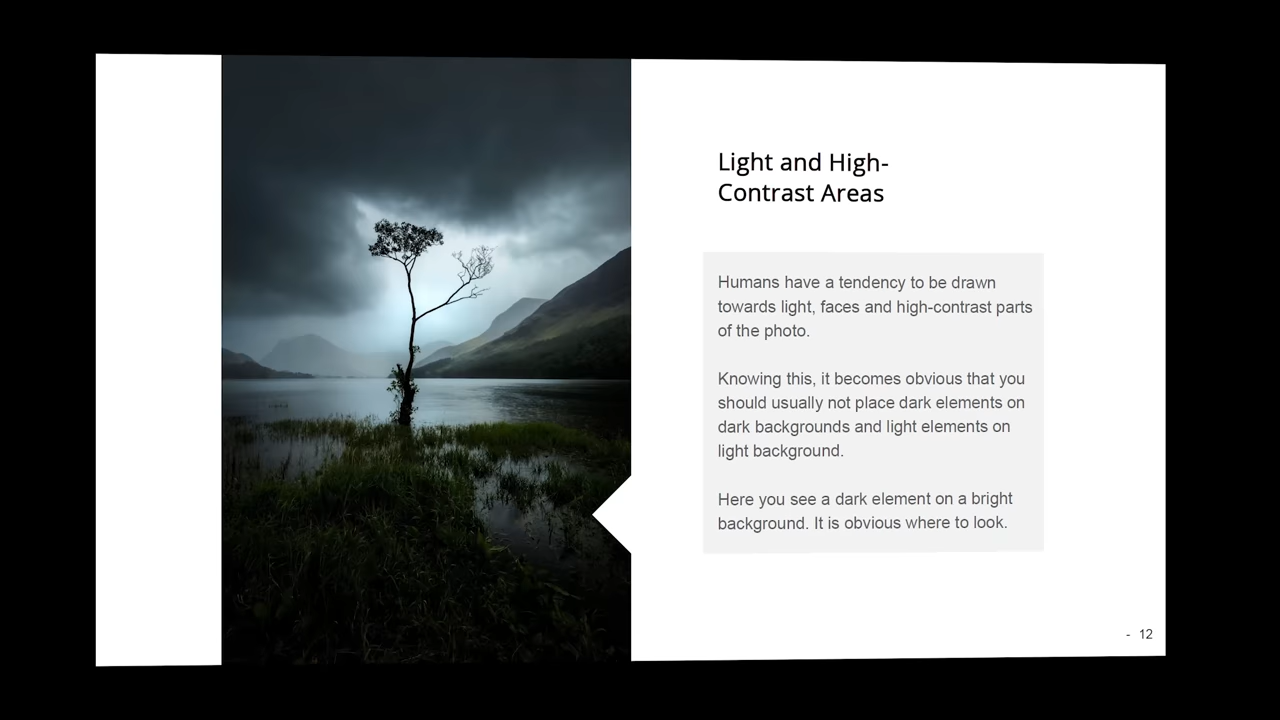 Light and High-
Contrast Areas
Humans have a tendency to be drawn
towards light, faces and high-contrast parts
of the photo.
Knowing this, it becomes obvious that you
should usually not place dark elements on
dark backgrounds and light elements on
light background.
Here you see a dark element on a bright
background. It is obvious where to look.
- 12